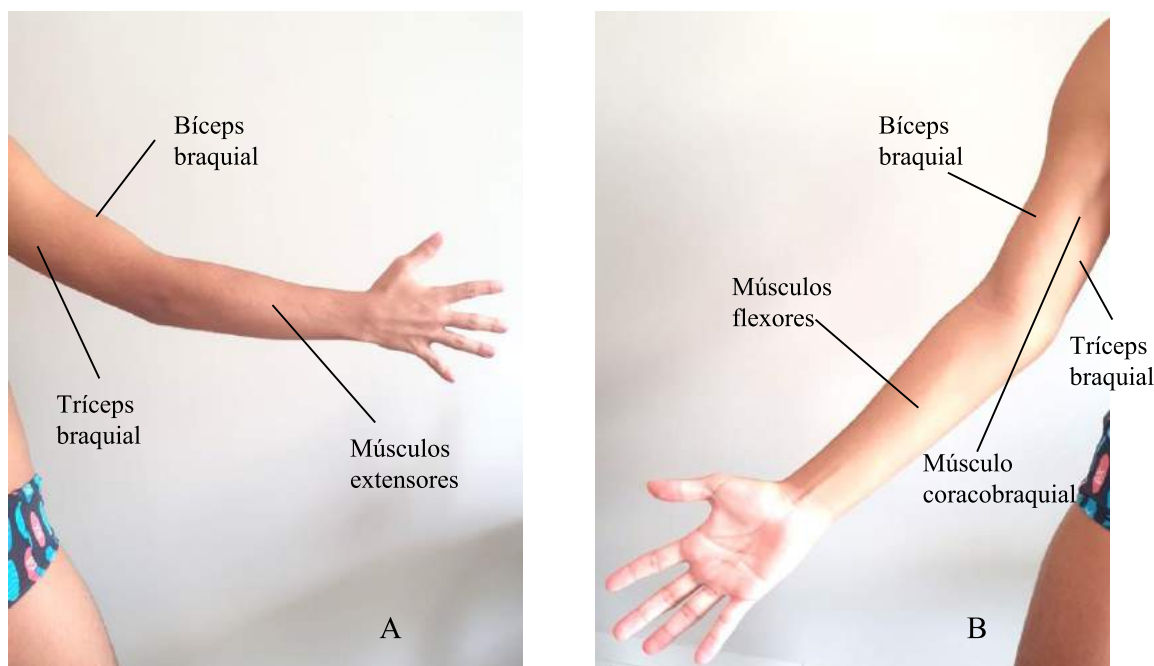 Bíceps
braquial
Tríceps
braquial
Músculos
extensores
A
Bíceps
braquial
Músculos
flexores
Tríceps
braquial
Músculo
coracobraquial
B